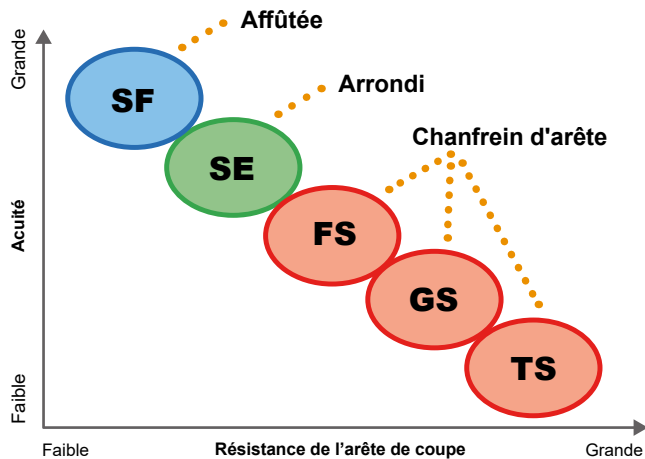 Affûtée
Grande
Arrondi
SF
Chanfrein d'arête
SE
Acuité
FS
GS
TS
Faible
Faible
Résistance de l'arête de coupe
Grande